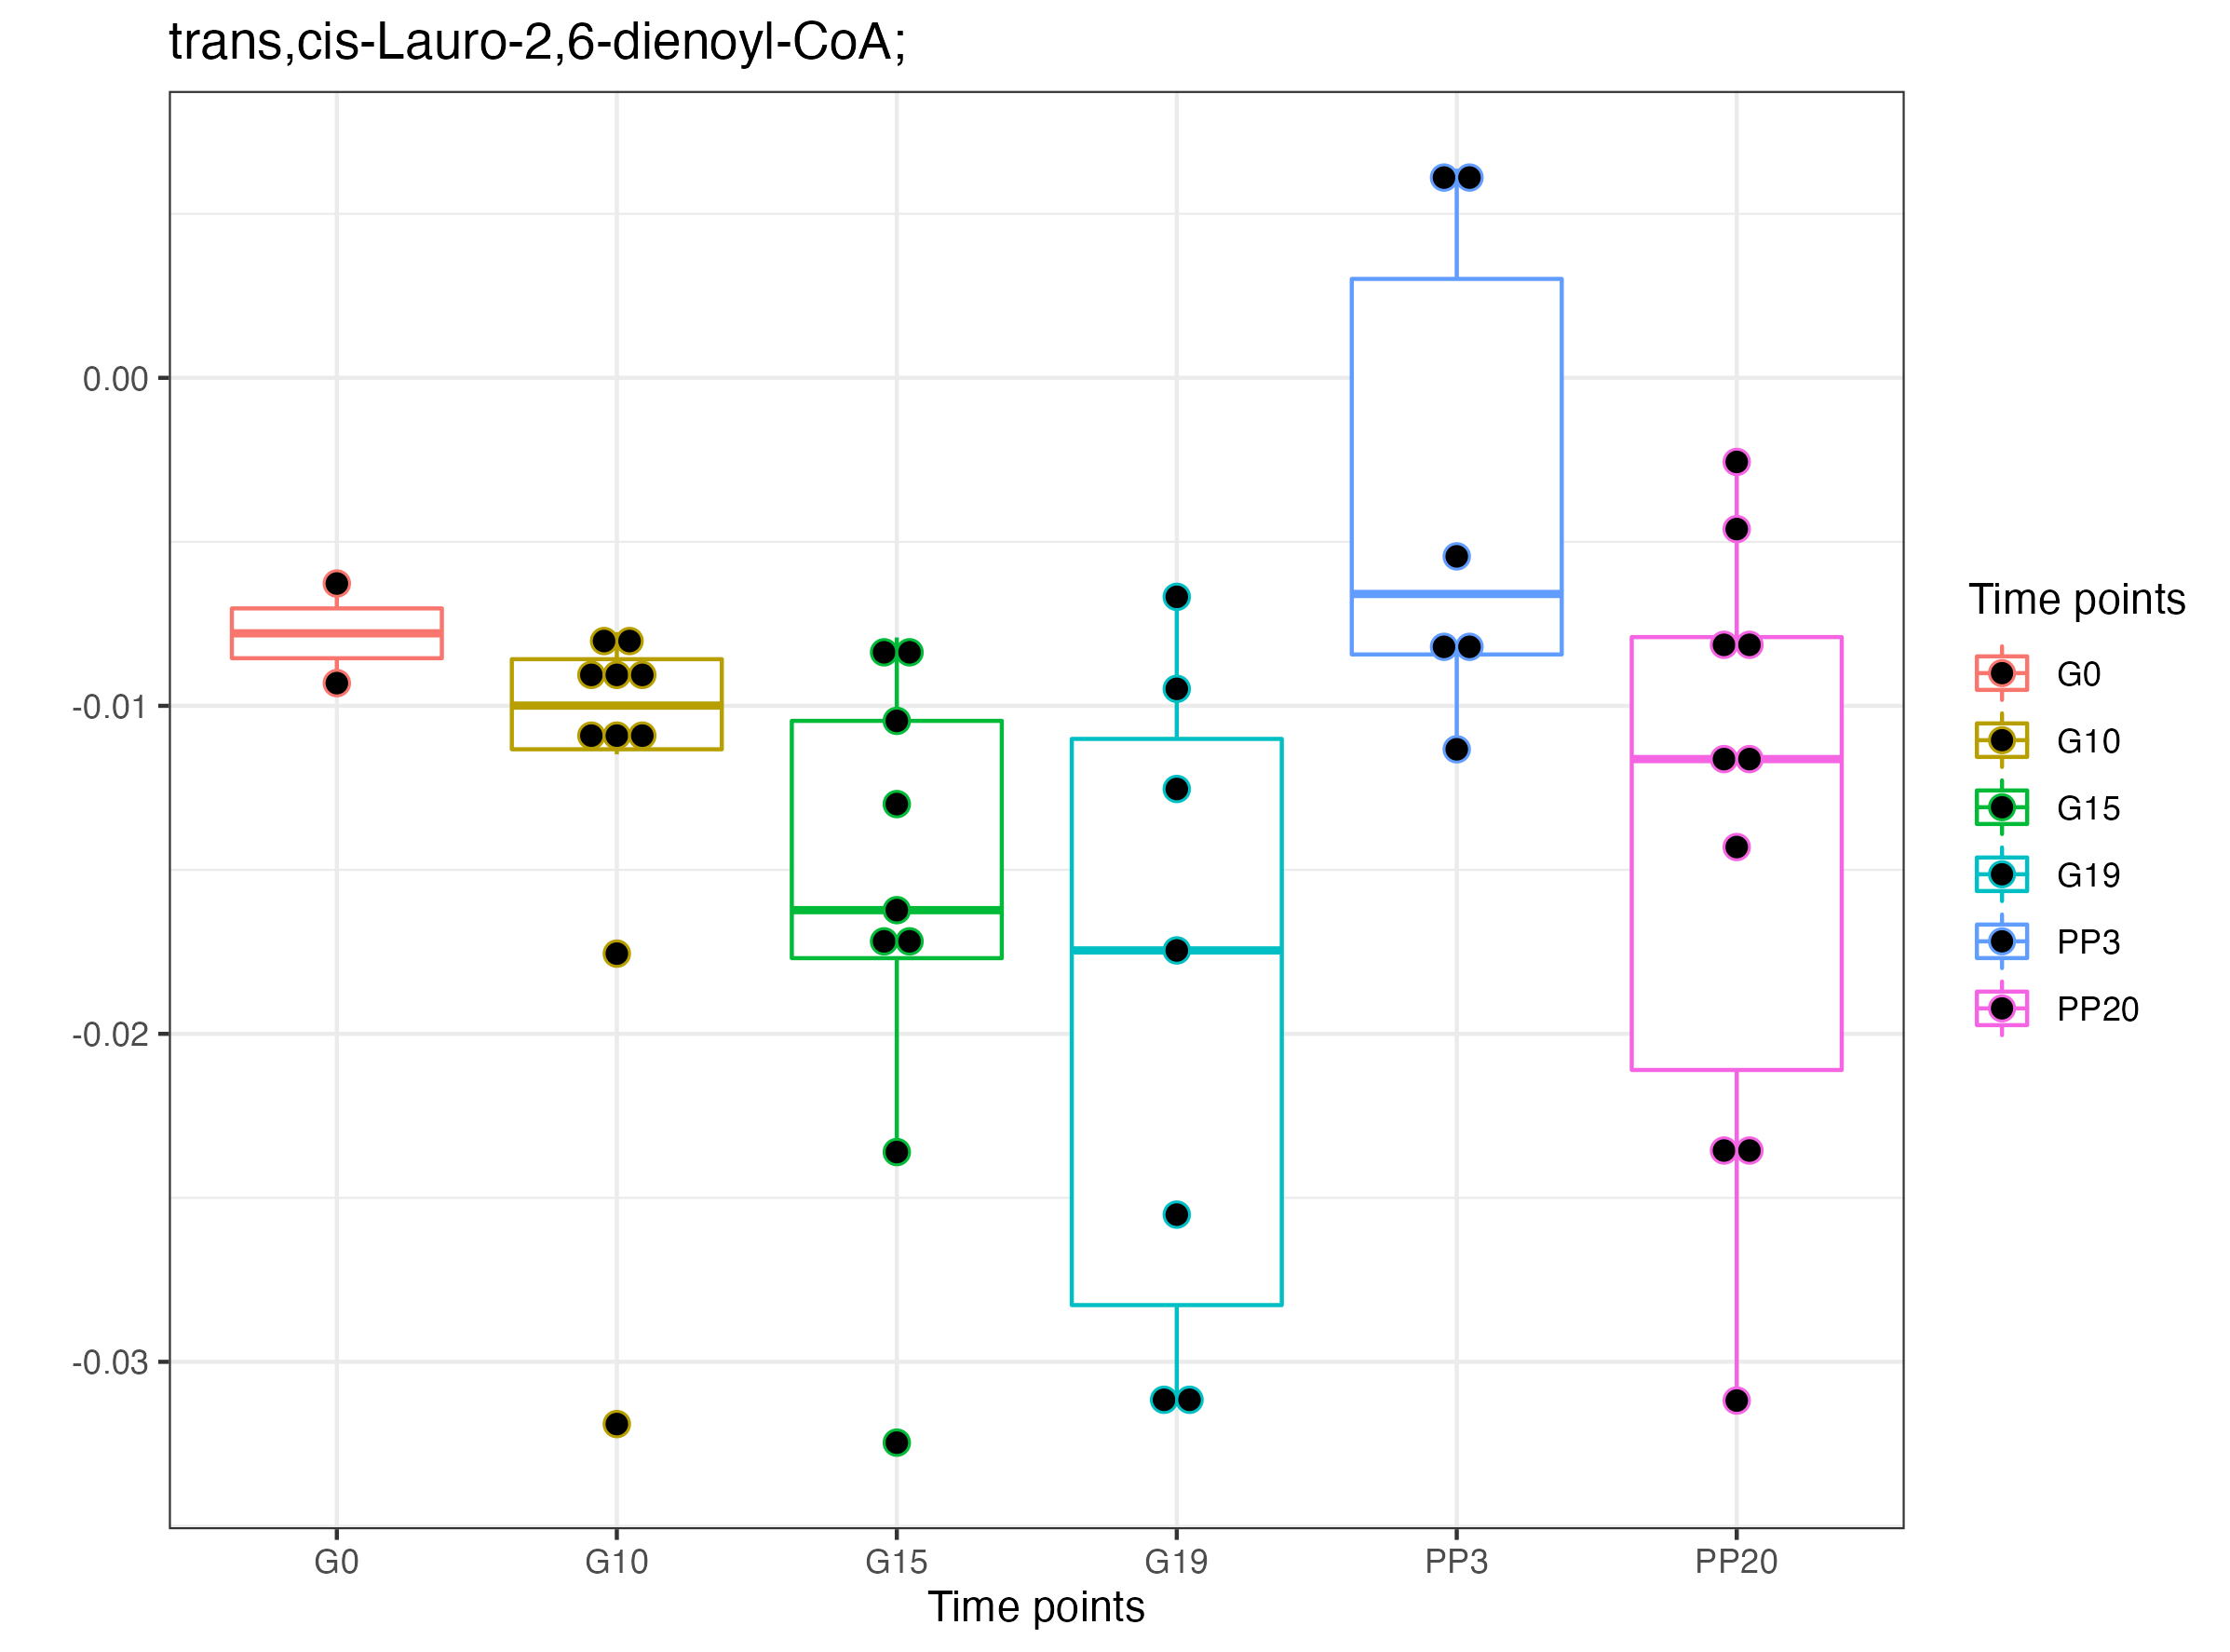 trans,cis-Lauro-2,6-dienoyl-CoA;
0.00
-0.01
-0.02
-0.03
G0 G10 G15 G19 PP3 PP20
Time points
Time points
G0
G10
G15
G19
PP3
PP20